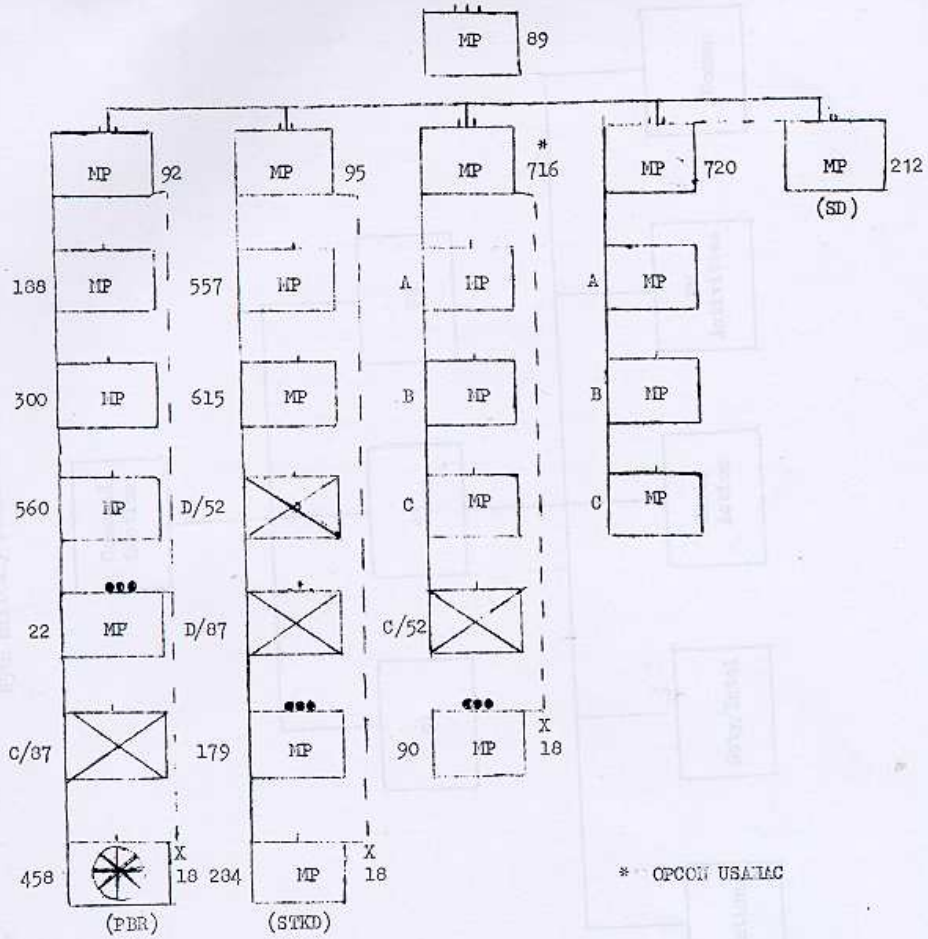 MP 89
MP 92 MP 95 * MP 716 MP 720 MP 212
(SD)
188 MP 557 MP A MP A MP
300 MP 615 MP B MP B MP
560 MP D/52 C MP C MP
22 MP D/87 C/52
C/87 179 MP 90 MP X 18
458 X 18 284 MP X 18 * OPCON USAHAC
(PBR) (STKD)